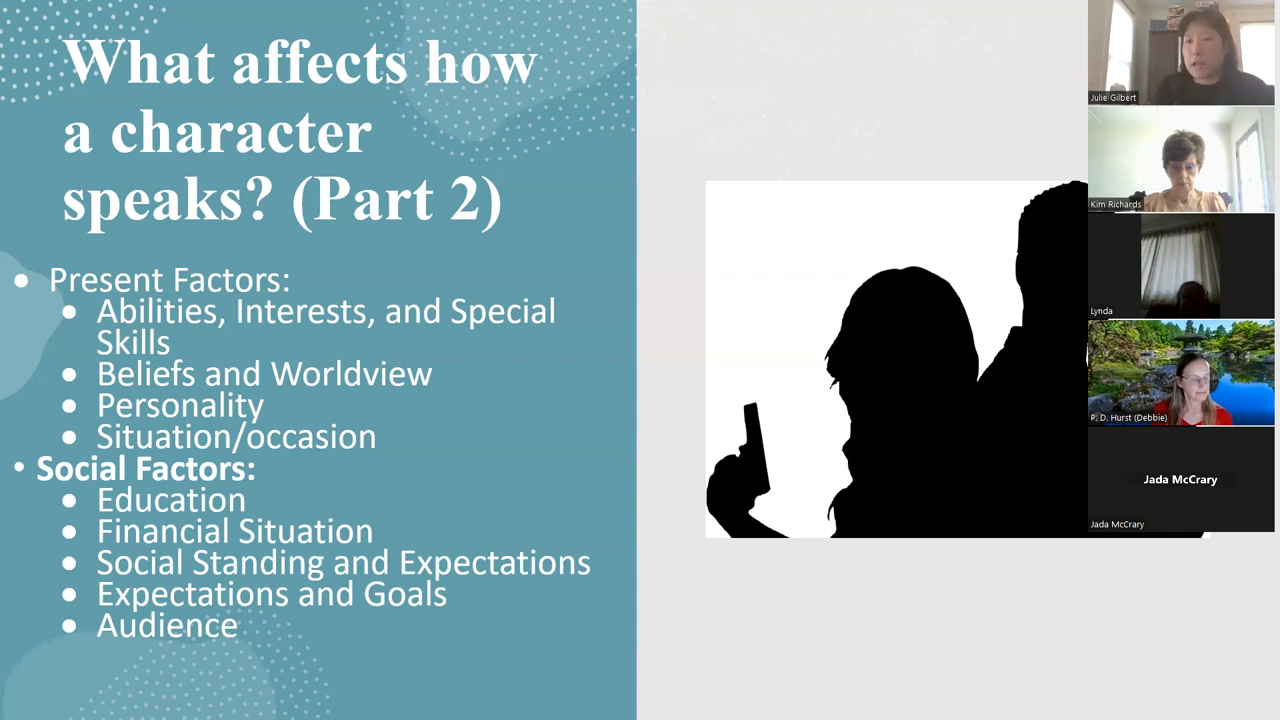 What affects how
a character
speaks? (Part 2)
• Present Factors:
• Abilities, Interests, and Special
Skills
• Beliefs and Worldview
• Personality
• Situation/occasion
• Social Factors:
• Education
• Financial Situation
• Social Standing and Expectations
• Expectations and Goals
• Audience
Julie Gilbert
Kim Richards
Lynda
P. D. Hurst (Debbie)
Jada McCrary
Jada McCrary